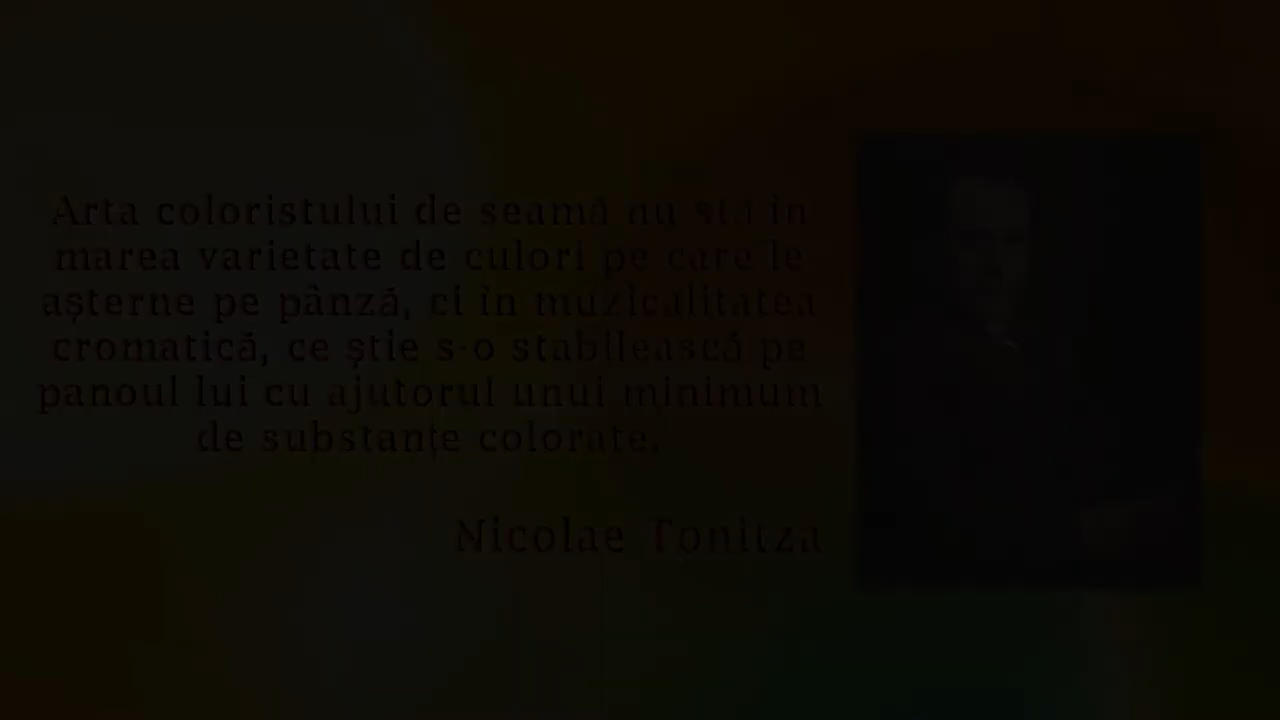 Arta coloristului de seamă nu stă în
marea varietate de culori pe care le
așterne pe pânză, ci în muzicalitatea
cromatică, ce știe s-o stabilească pe
panoul lui cu ajutorul unui minimum
de substanțe colorate.
Nicolae Tonitza